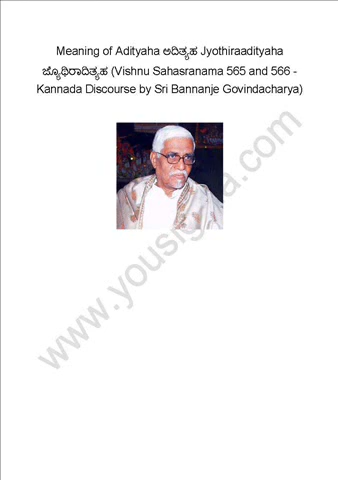 Meaning of Adityaha ಅದಿತ್ಯಹ Jyothiraadityaha
ಜ್ಯೊಥಿರಾದಿತ್ಯಹ (Vishnu Sahasranama 565 and 566 -
Kannada Discourse by Sri Bannanje Govindacharya)
www.yousigma.com